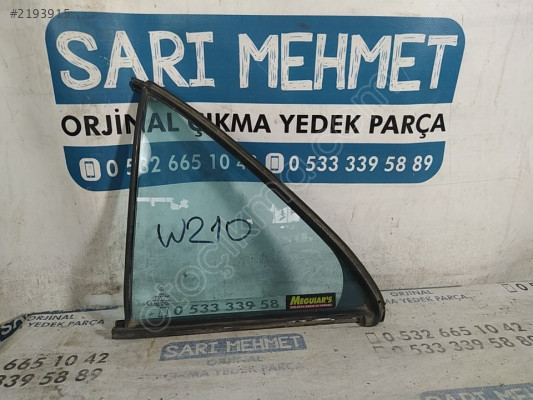 #2193915
SARI MEHMET
ORJİNAL ÇIKMA YEDEK PARÇA
0 532 665 10 42 0 533 339 58 89
W210
MEGUIAR'S
0 533 339 58
ORJİNAL
YEDEK PARÇA
0 532 665 10 42
665 10 42
SARI MEHMET
0 533 339 58 89
33 339 58 89